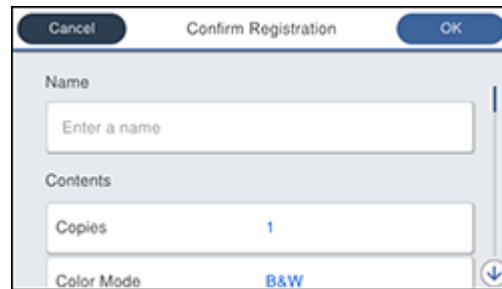 Cancel Confirm Registration OK
Name
Enter a name
Contents
Copies 1
Color Mode B&W